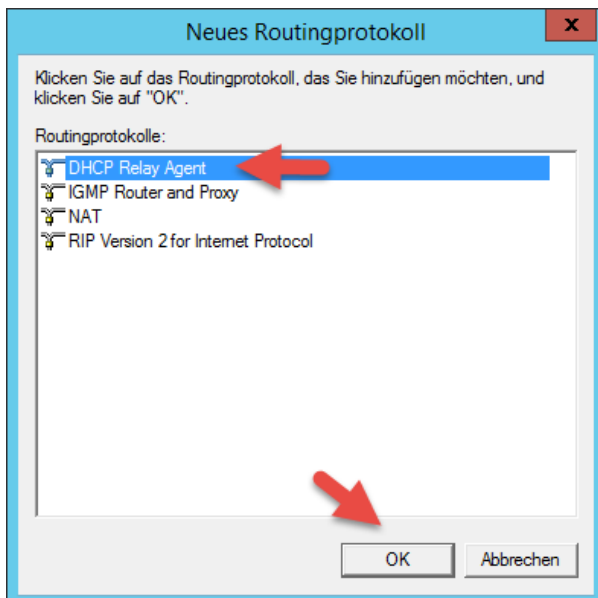 Neues Routingprotokoll
x
Klicken Sie auf das Routingprotokoll, das Sie hinzufügen möchten, und
klicken Sie auf "OK".
Routingprotokolle:
DHCP Relay Agent
IGMP Router and Proxy
NAT
RIP Version 2 for Internet Protocol
OK Abbrechen